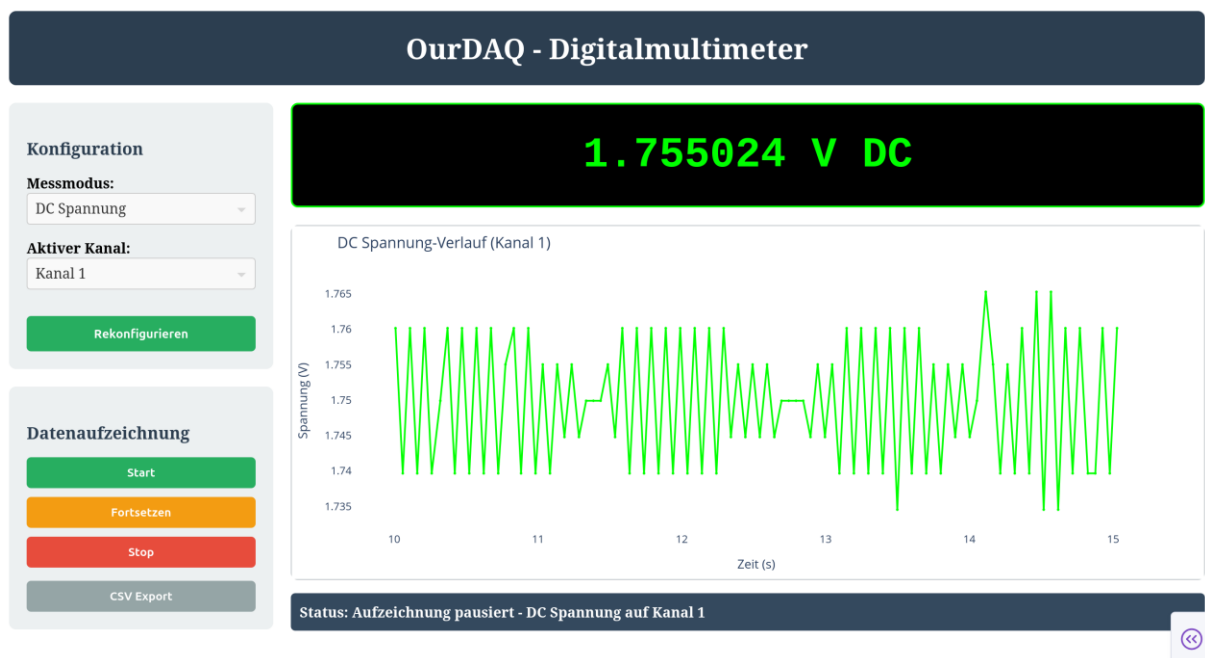 OurDAQ - Digitalmultimeter
Konfiguration
Messmodus:
DC Spannung
Aktiver Kanal:
Kanal 1
Rekonfigurieren
Datenaufzeichnung
Start
Fortsetzen
Stop
CSV Export
1.755024 V DC
DC Spannung-Verlauf (Kanal 1)
Spannung (V)
1.765
1.76
1.755
1.75
1.745
1.74
1.735
10 11 12 13 14 15
Zeit (s)
Status: Aufzeichnung pausiert - DC Spannung auf Kanal 1